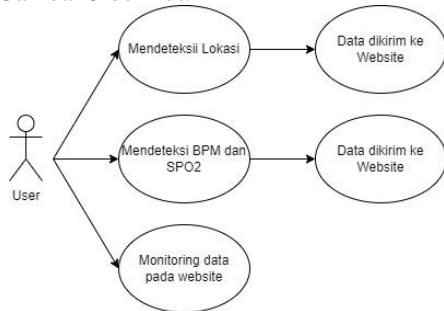 Mendeteksii Lokasi
Data dikirim ke
Website
Mendeteksi BPM dan
SPO2
Data dikirim ke
Website
User
Monitoring data
pada website